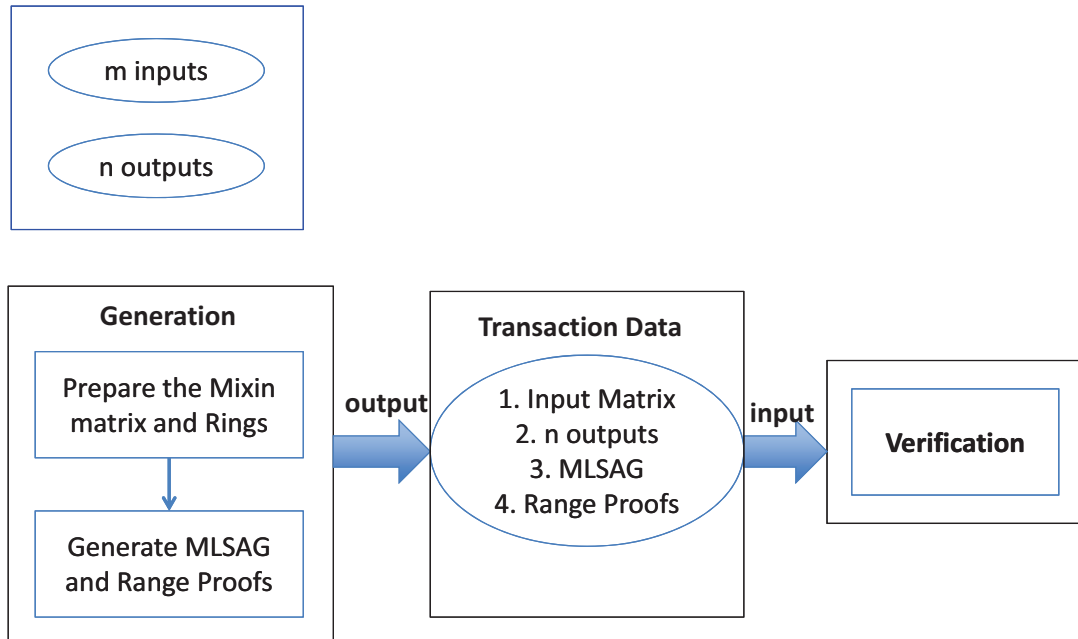 m inputs
n outputs
Generation
Prepare the Mixin
matrix and Rings
Generate MLSAG
and Range Proofs
output
Transaction Data
1. Input Matrix
2. n outputs
3. MLSAG
4. Range Proofs
input
Verification